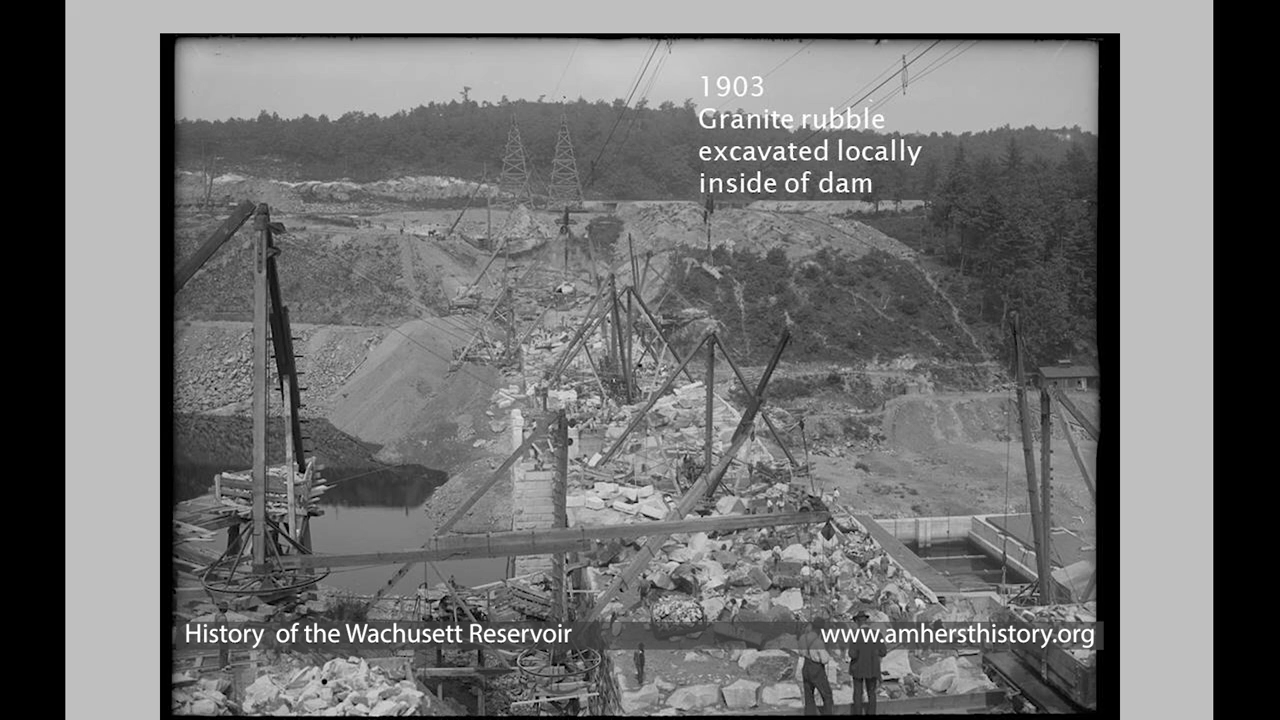 1903
Granite rubble
excavated locally
inside of dam
History of the Wachusett Reservoir
www.amhersthistory.org